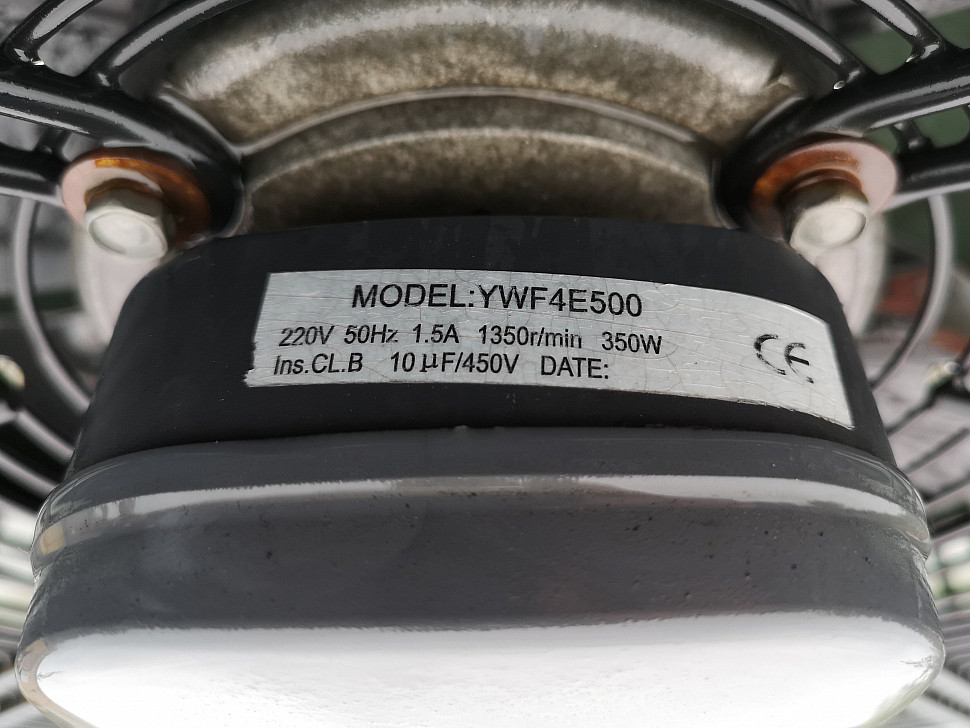 MODEL:YWF4E500
220V 50Hz 1.5A 1350r/min 350W
Ins.CL.B 10μF/450V DATE:
CE